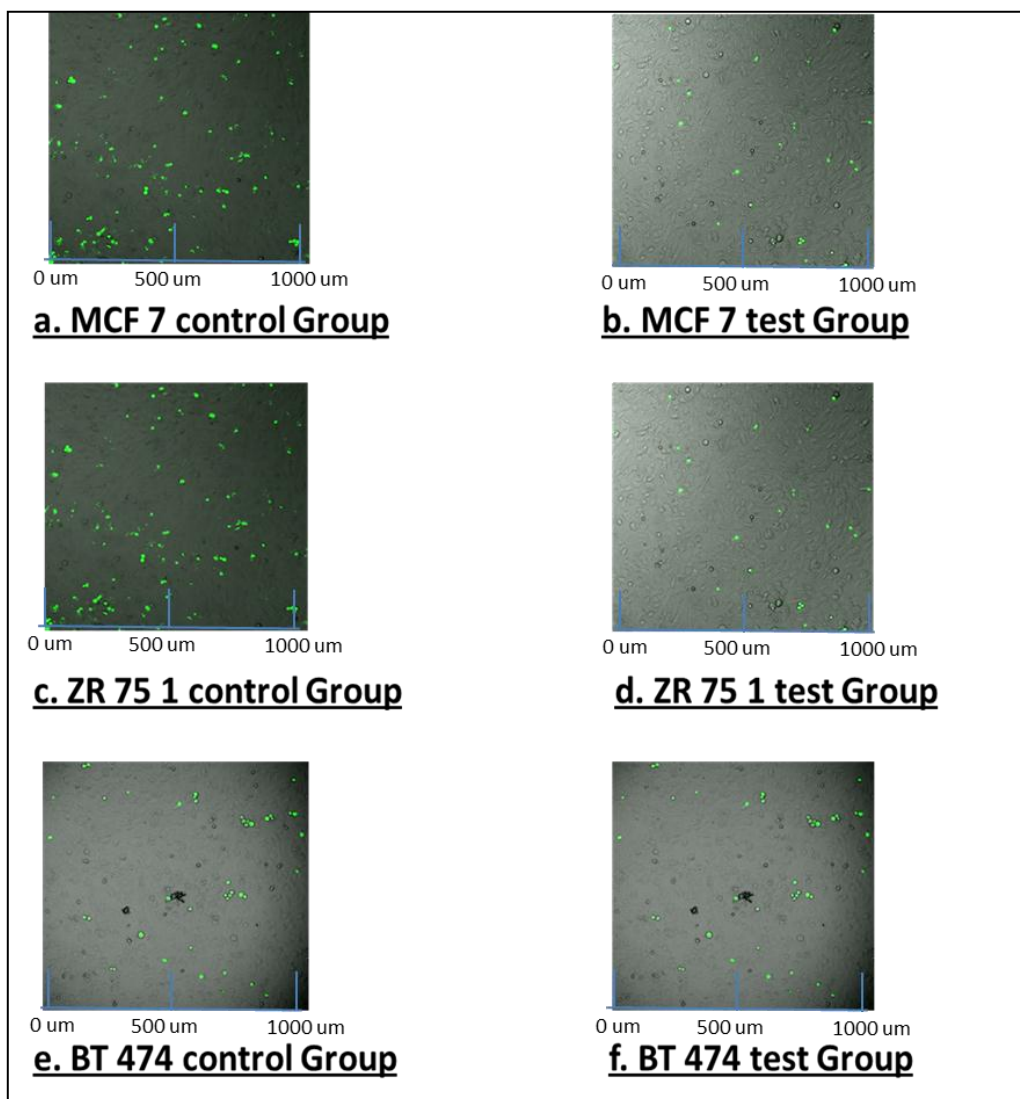 0 um 500 um 1000 um
0 um 500 um 1000 um
a. MCF 7 control Group
b. MCF 7 test Group
0 um 500 um 1000 um
0 um 500 um 1000 um
c. ZR 75 1 control Group
d. ZR 75 1 test Group
0 um 500 um 1000 um
0 um 500 um 1000 um
e. BT 474 control Group
f. BT 474 test Group